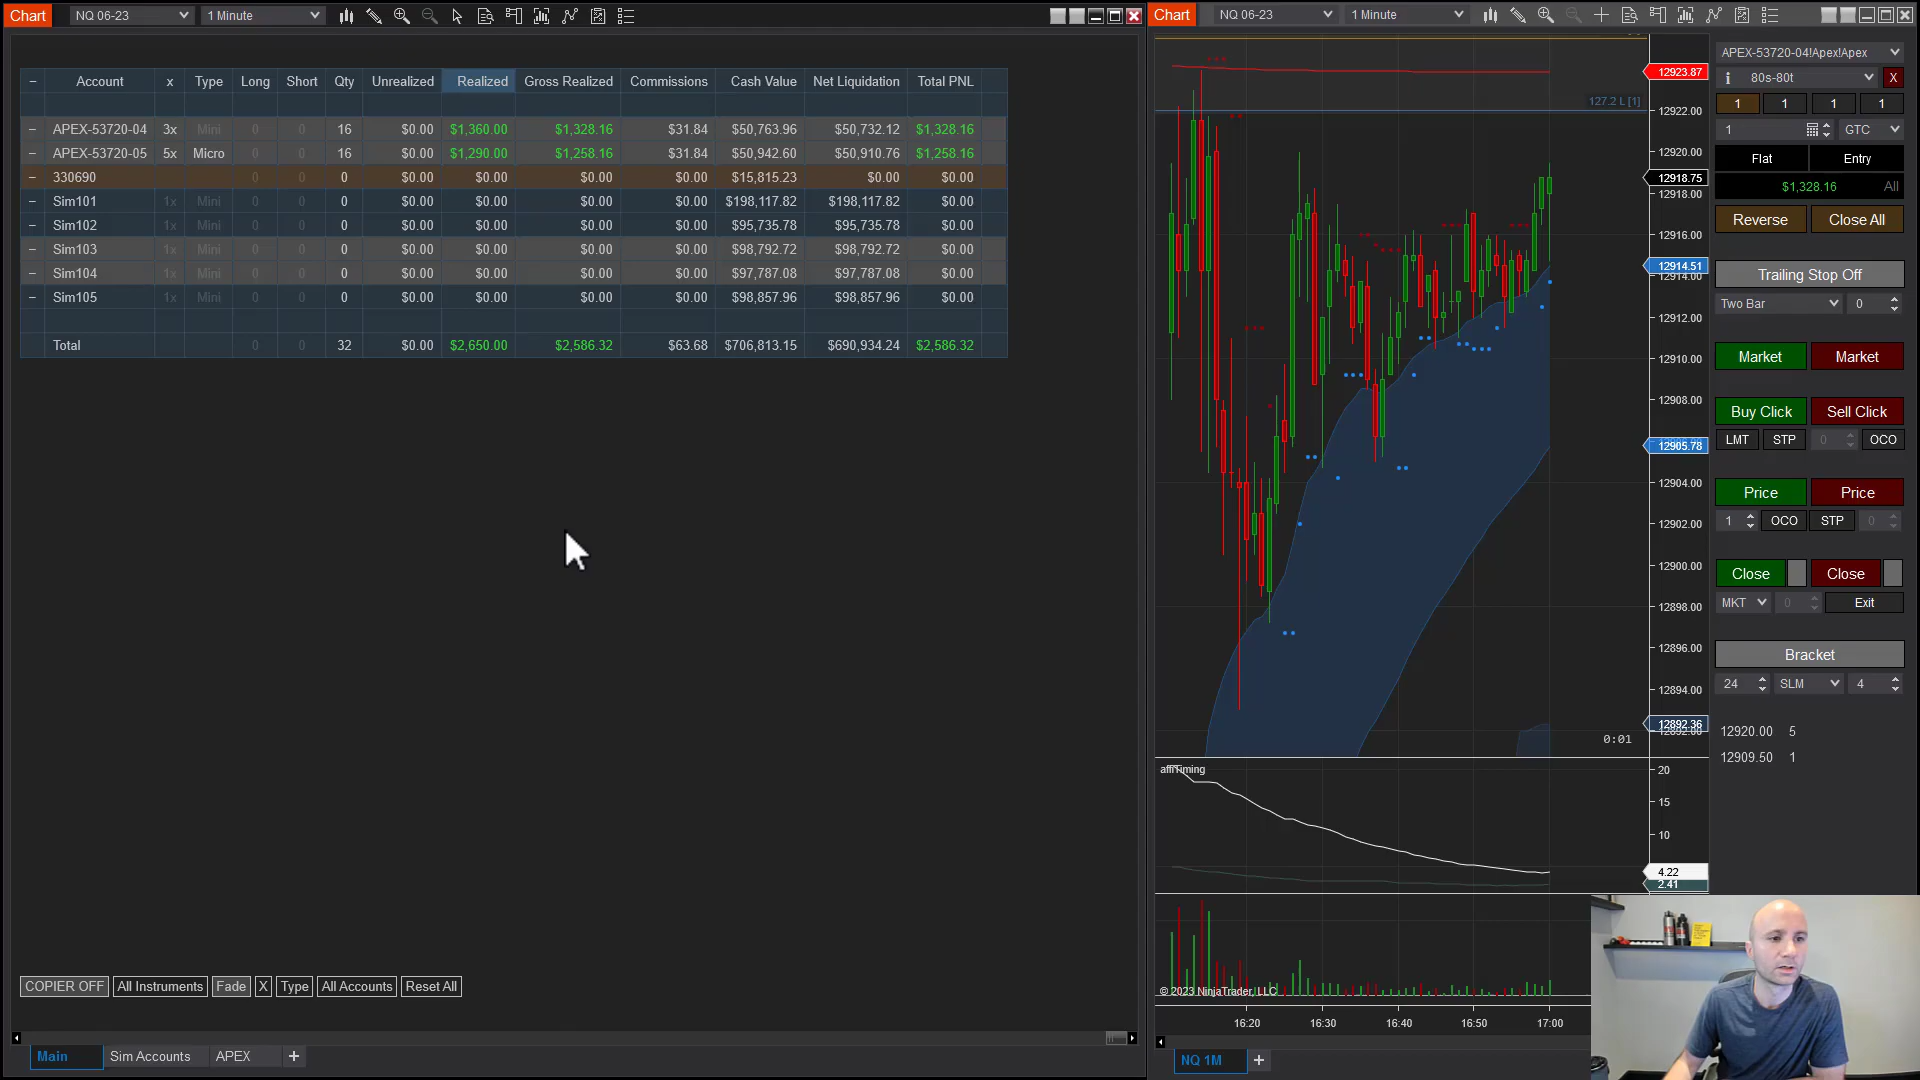 Chart NQ 06-23 1 Minute
Chart NQ 06-23 1 Minute
− Account x Type Long Short Qty Unrealized Realized Gross Realized Commissions Cash Value Net Liquidation Total PNL
− APEX-53720-04 3x Mini 0 0 16 $0.00 $1,360.00 $1,328.16 $31.84 $50,763.96 $50,732.12 $1,328.16
− APEX-53720-05 5x Micro 0 0 16 $0.00 $1,290.00 $1,258.16 $31.84 $50,942.60 $50,910.76 $1,258.16
− 330690 0 0 0 $0.00 $0.00 $0.00 $0.00 $15,815.23 $0.00 $0.00
− Sim101 1x Mini 0 0 0 $0.00 $0.00 $0.00 $0.00 $198,117.82 $198,117.82 $0.00
− Sim102 1x Mini 0 0 0 $0.00 $0.00 $0.00 $0.00 $95,735.78 $95,735.78 $0.00
− Sim103 1x Mini 0 0 0 $0.00 $0.00 $0.00 $0.00 $98,792.72 $98,792.72 $0.00
− Sim104 1x Mini 0 0 0 $0.00 $0.00 $0.00 $0.00 $97,787.08 $97,787.08 $0.00
− Sim105 1x Mini 0 0 0 $0.00 $0.00 $0.00 $0.00 $98,857.96 $98,857.96 $0.00
Total 0 0 32 $0.00 $2,650.00 $2,586.32 $63.68 $706,813.15 $690,934.24 $2,586.32
COPIER OFF All Instruments Fade X Type All Accounts Reset All
Main Sim Accounts APEX +
127.2 L [1]
12923.87
12922.00
12920.00
12918.75
12918.00
12916.00
12914.51
12914.00
12912.00
12910.00
12908.00
12905.78
12904.00
12902.00
12900.00
12898.00
12896.00
12894.00
12892.36
12892.00
0:01
affiTiming
20
15
10
4.22
2.41
© 2023 NinjaTrader, LLC
16:20 16:30 16:40 16:50 17:00
NQ 1M +
APEX-53720-04!Apex!Apex
80s-80t X
1 1 1 1
1 GTC
Flat Entry
$1,328.16 All
Reverse Close All
Trailing Stop Off
Two Bar 0
Market Market
Buy Click Sell Click
LMT STP 0 OCO
Price Price
1 OCO STP 0
Close Close
MKT 0 Exit
Bracket
24 SLM 4
12920.00 5
12909.50 1